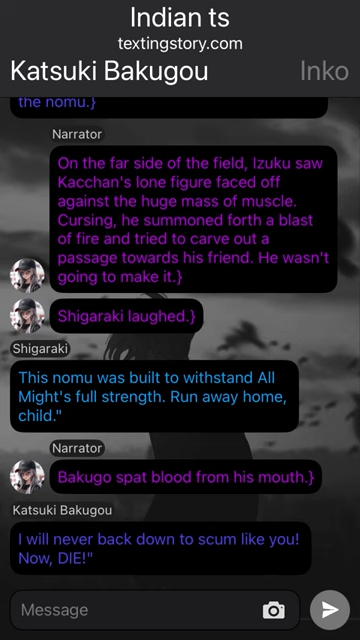 Indian ts
textingstory.com
Katsuki Bakugou Inko
the nomu.}
Narrator
On the far side of the field, Izuku saw
Kacchan's lone figure faced off
against the huge mass of muscle.
Cursing, he summoned forth a blast
of fire and tried to carve out a
passage towards his friend. He wasn't
going to make it.}
Shigaraki laughed.}
Shigaraki
This nomu was built to withstand All
Might's full strength. Run away home,
child."
Narrator
Bakugo spat blood from his mouth.}
Katsuki Bakugou
I will never back down to scum like you!
Now, DIE!"
Message